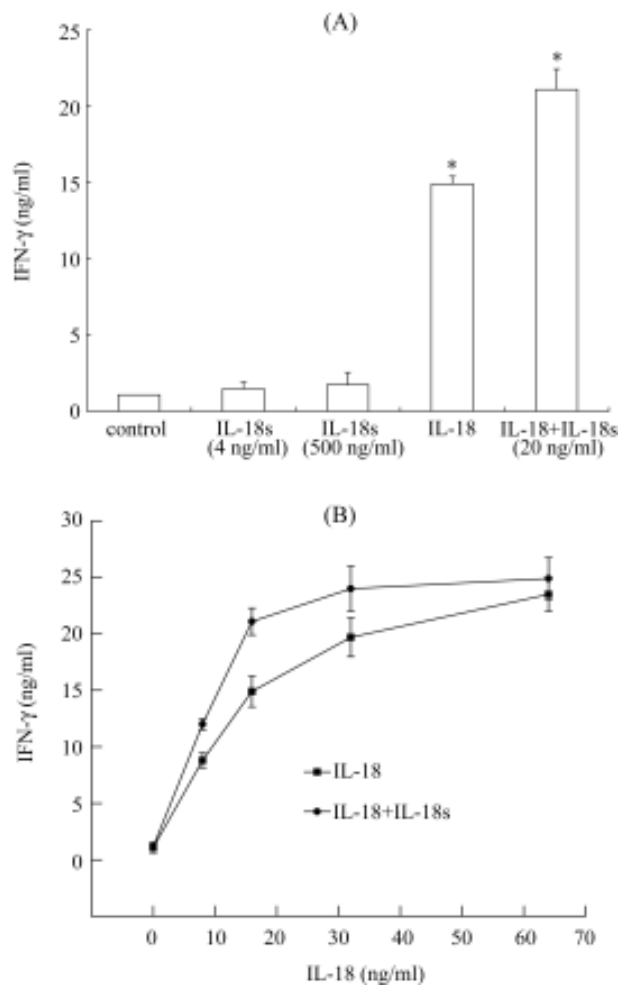 (A)
25
20
15
10
5
0
IFN-γ (ng/ml)
*
*
control
IL-18s
(4 ng/ml)
IL-18s
(500 ng/ml)
IL-18
IL-18+IL-18s
(20 ng/ml)
(B)
30
25
20
15
10
5
0
IFN-γ (ng/ml)
IL-18
IL-18+IL-18s
0 10 20 30 40 50 60 70
IL-18 (ng/ml)